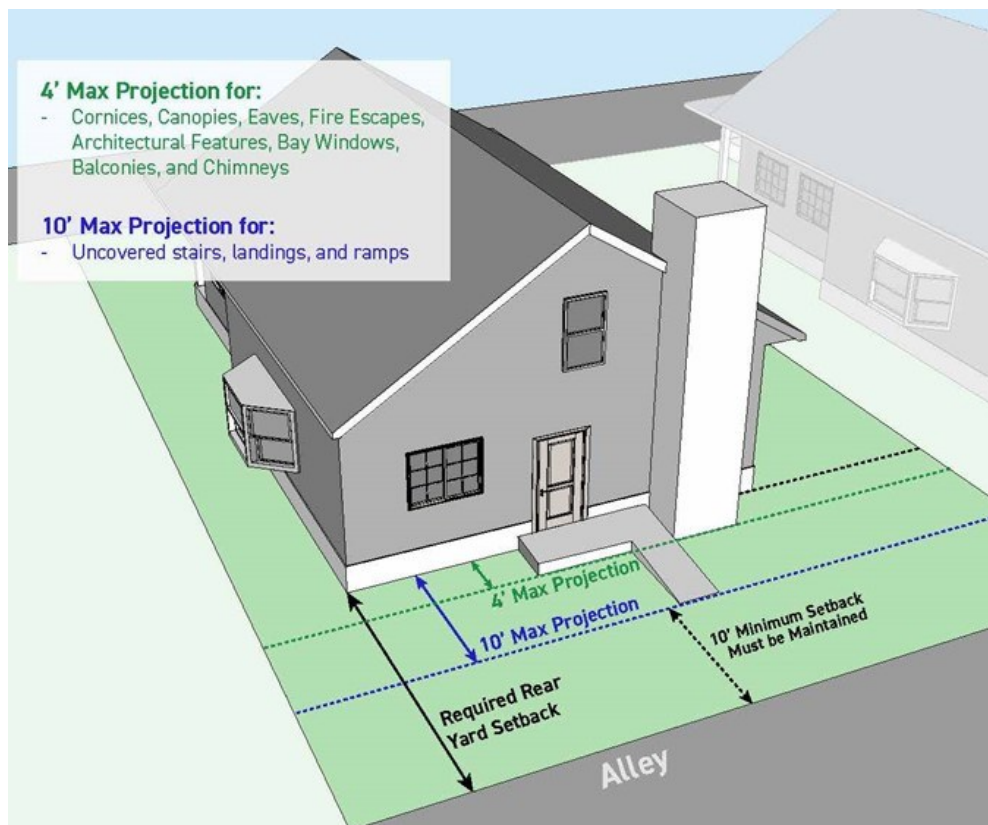 4' Max Projection for:
- Cornices, Canopies, Eaves, Fire Escapes,
Architectural Features, Bay Windows,
Balconies, and Chimneys
10' Max Projection for:
- Uncovered stairs, landings, and ramps
4' Max Projection
10' Max Projection
10' Minimum Setback
Must be Maintained
Required Rear
Yard Setback
Alley